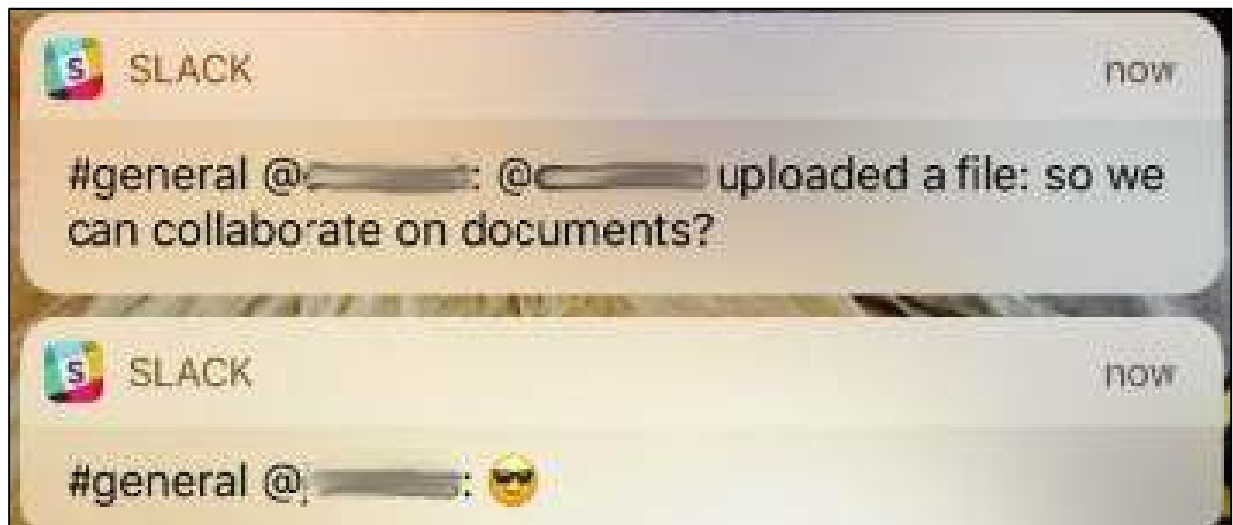 S SLACK now
#general @ : @ uploaded a file: so we
can collaborate on documents?
S SLACK now
#general @ : 😎